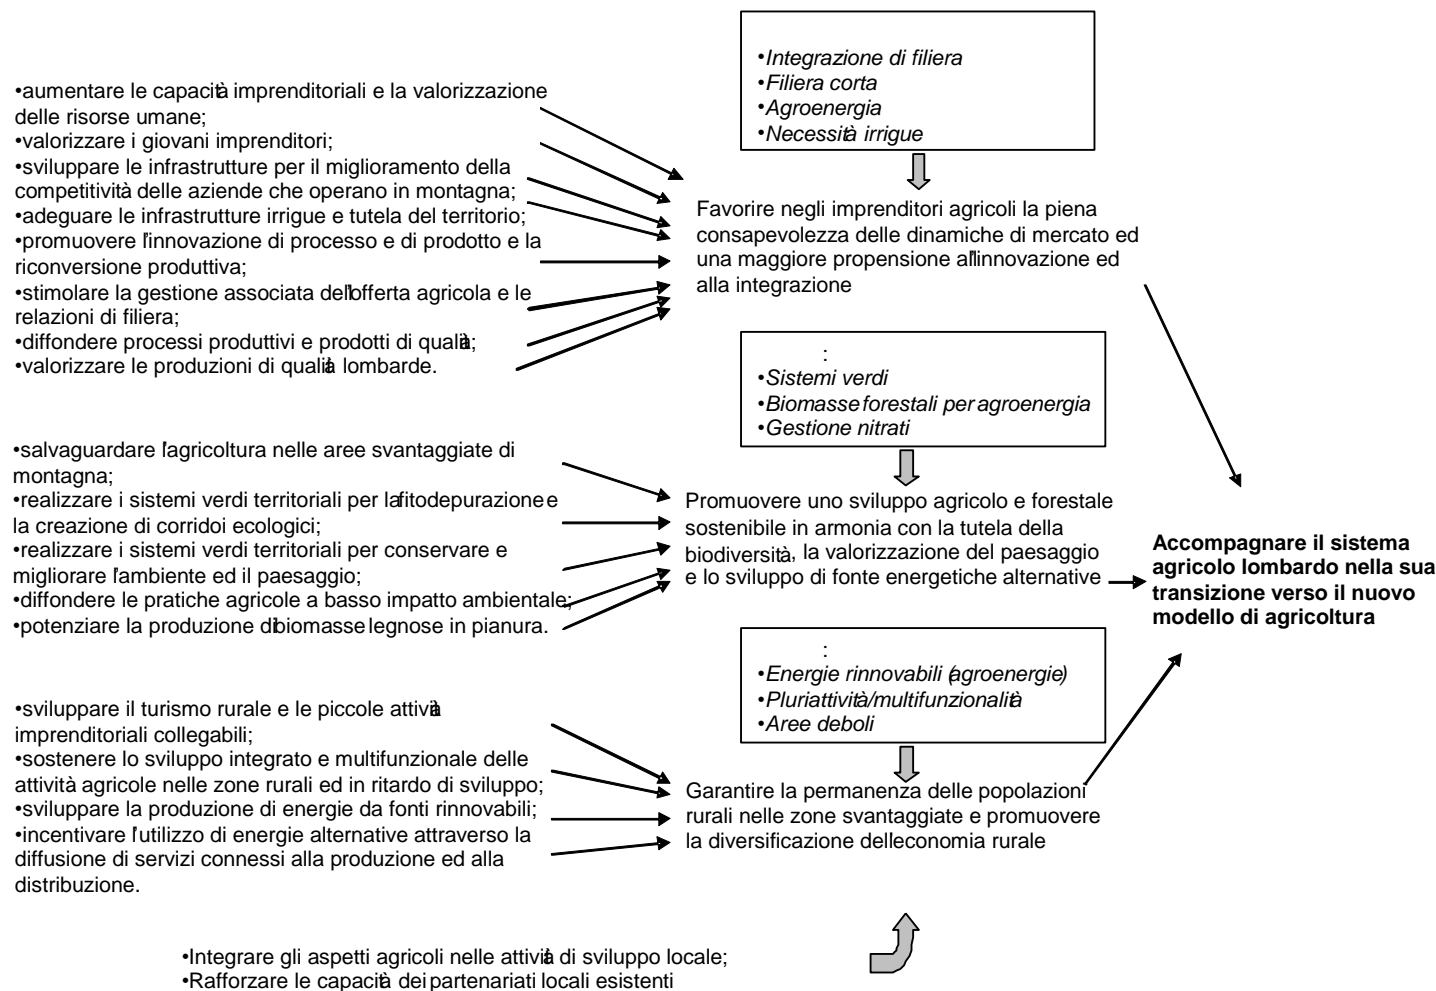 •Integrazione di filiera
•Filiera corta
•Agroenergia
•Necessità irrigue
•aumentare le capacità imprenditoriali e la valorizzazione
delle risorse umane;
•valorizzare i giovani imprenditori;
•sviluppare le infrastrutture per il miglioramento della
competitività delle aziende che operano in montagna;
•adeguare le infrastrutture irrigue e tutela del territorio;
•promuovere l'innovazione di processo e di prodotto e la
riconversione produttiva;
•stimolare la gestione associata dell'offerta agricola e le
relazioni di filiera;
•diffondere processi produttivi e prodotti di qualità;
•valorizzare le produzioni di qualità lombarde.
Favorire negli imprenditori agricoli la piena
consapevolezza delle dinamiche di mercato ed
una maggiore propensione all'innovazione ed
alla integrazione
:
•Sistemi verdi
•Biomasse forestali per agroenergia
•Gestione nitrati
•salvaguardare l'agricoltura nelle aree svantaggiate di
montagna;
•realizzare i sistemi verdi territoriali per la fitodepurazione e
la creazione di corridoi ecologici;
•realizzare i sistemi verdi territoriali per conservare e
migliorare l'ambiente ed il paesaggio;
•diffondere le pratiche agricole a basso impatto ambientale;
•potenziare la produzione di biomasse legnose in pianura.
Promuovere uno sviluppo agricolo e forestale
sostenibile in armonia con la tutela della
biodiversità, la valorizzazione del paesaggio
e lo sviluppo di fonte energetiche alternative
Accompagnare il sistema
agricolo lombardo nella sua
transizione verso il nuovo
modello di agricoltura
:
•Energie rinnovabili (agroenergie)
•Pluriattività/multifunzionalità
•Aree deboli
•sviluppare il turismo rurale e le piccole attività
imprenditoriali collegabili;
•sostenere lo sviluppo integrato e multifunzionale delle
attività agricole nelle zone rurali ed in ritardo di sviluppo;
•sviluppare la produzione di energie da fonti rinnovabili;
•incentivare l'utilizzo di energie alternative attraverso la
diffusione di servizi connessi alla produzione ed alla
distribuzione.
Garantire la permanenza delle popolazioni
rurali nelle zone svantaggiate e promuovere
la diversificazione delleconomia rurale
•Integrare gli aspetti agricoli nelle attività di sviluppo locale;
•Rafforzare le capacità dei partenariati locali esistenti